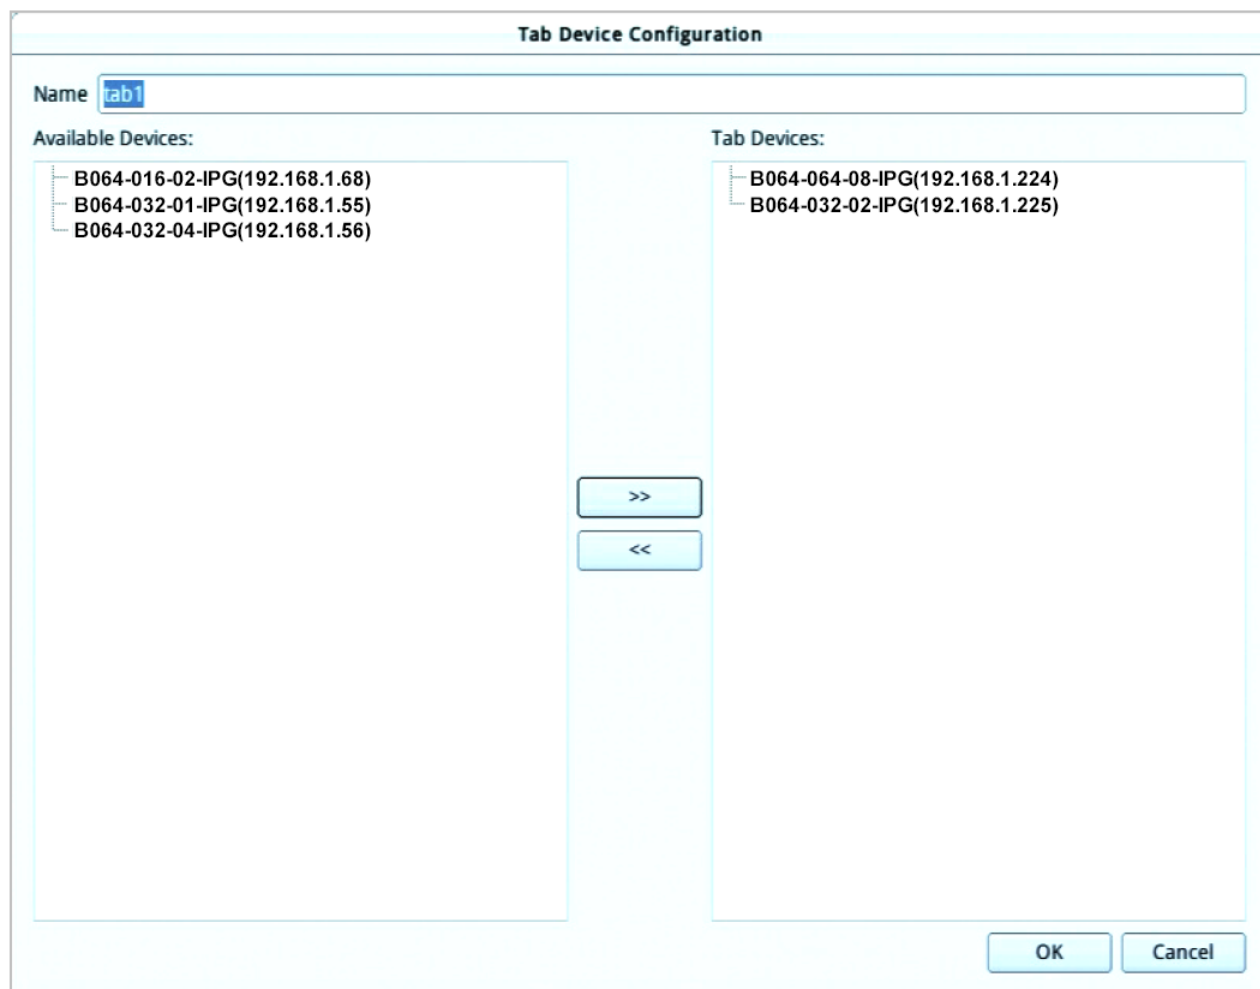 Tab Device Configuration
Name tab1
Available Devices:
B064-016-02-IPG(192.168.1.68)
B064-032-01-IPG(192.168.1.55)
B064-032-04-IPG(192.168.1.56)
>>
<<
Tab Devices:
B064-064-08-IPG(192.168.1.224)
B064-032-02-IPG(192.168.1.225)
OK
Cancel